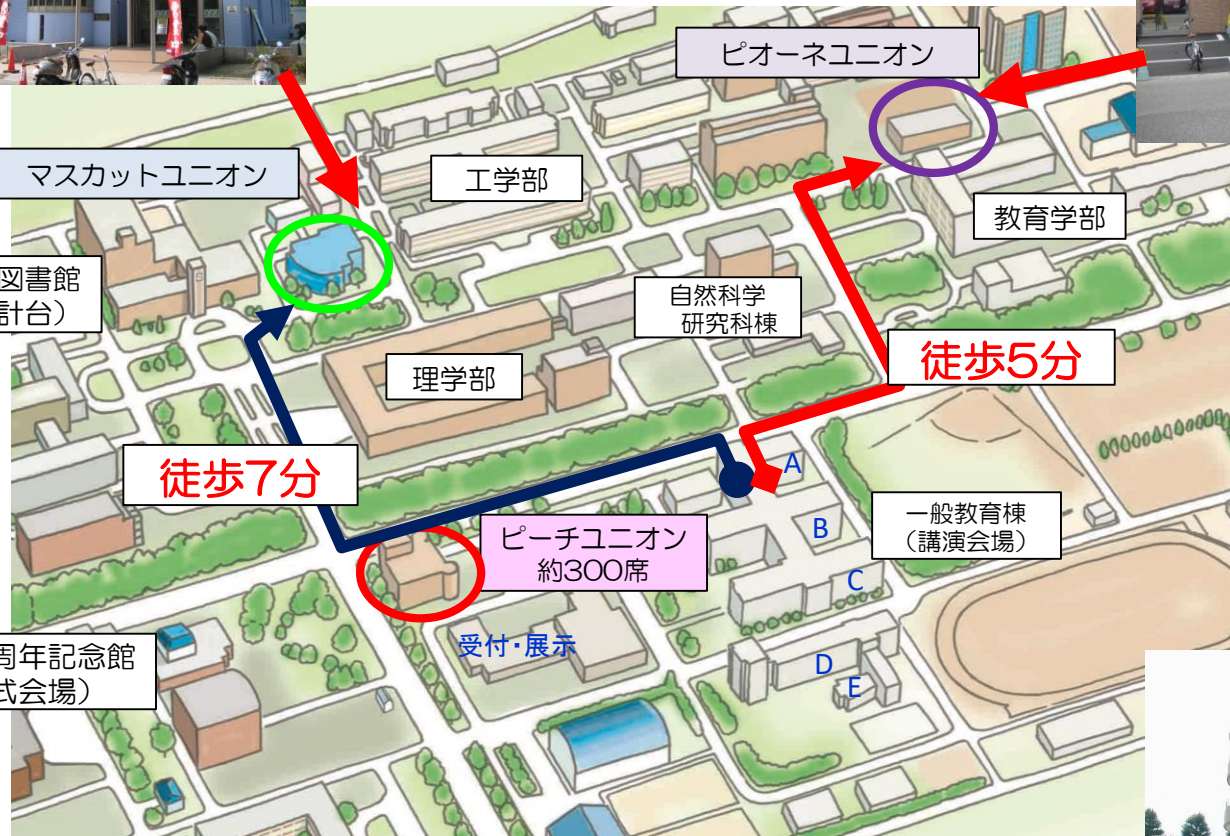 ピオーネユニオン
マスカットユニオン
工学部
教育学部
図書館
計台）
自然科学
研究科棟
徒歩5分
理学部
徒歩7分
A
B
一般教育棟
（講演会場）
ピーチユニオン
約300席
C
受付・展示
D
E
周年記念館
式会場）